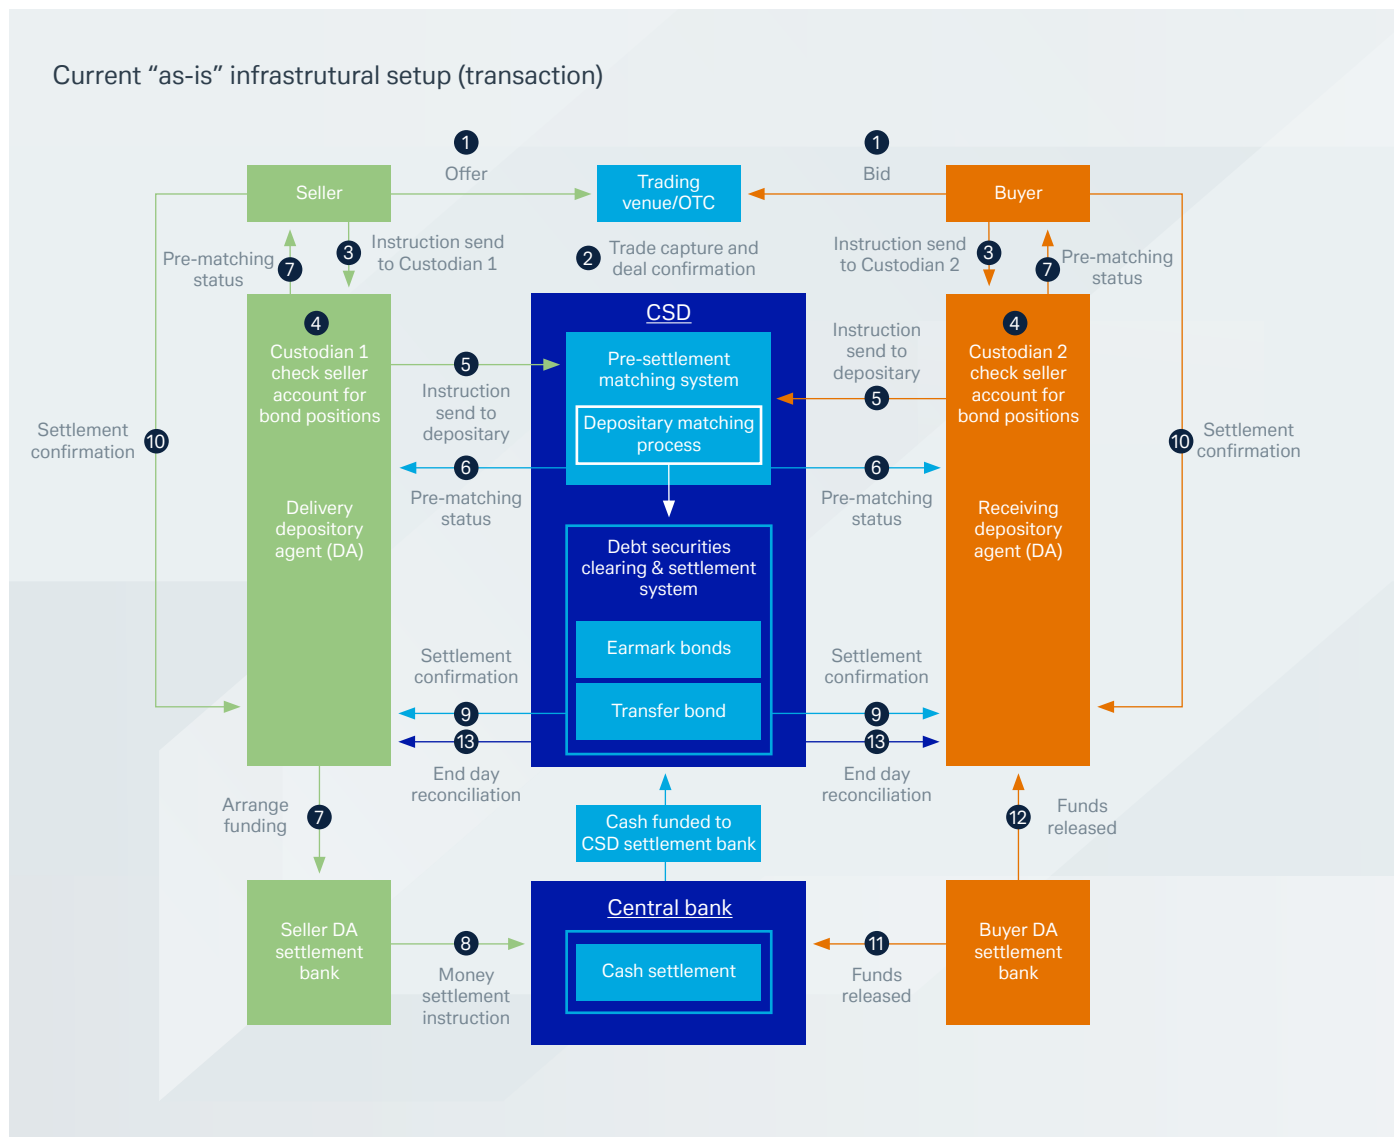 Current “as-is” infrastrutural setup (transaction)
1
Offer
1
Bid
Seller
Trading
venue/OTC
Buyer
Pre-matching
status
7
3
Instruction send
to Custodian 1
2
Trade capture and
deal confirmation
Instruction send
to Custodian 2
3
7
Pre-matching
status
4
Custodian 1
check seller
account for
bond positions
Delivery
depository
agent (DA)
CSD
Pre-settlement
matching system
Depositary matching
process
Debt securities
clearing & settlement
system
Earmark bonds
Transfer bond
4
Custodian 2
check seller
account for
bond positions
Receiving
depository
agent (DA)
5
Instruction
send to
depositary
Instruction
send to
depositary
5
6
Pre-matching
status
6
Pre-matching
status
Settlement
confirmation
10
10
Settlement
confirmation
Settlement
confirmation
9
13
End day
reconciliation
Settlement
confirmation
9
13
End day
reconciliation
Arrange
funding
7
Cash funded to
CSD settlement bank
12
Funds
released
Seller DA
settlement
bank
8
Money
settlement
instruction
Central bank
Cash settlement
11
Funds
released
Buyer DA
settlement
bank